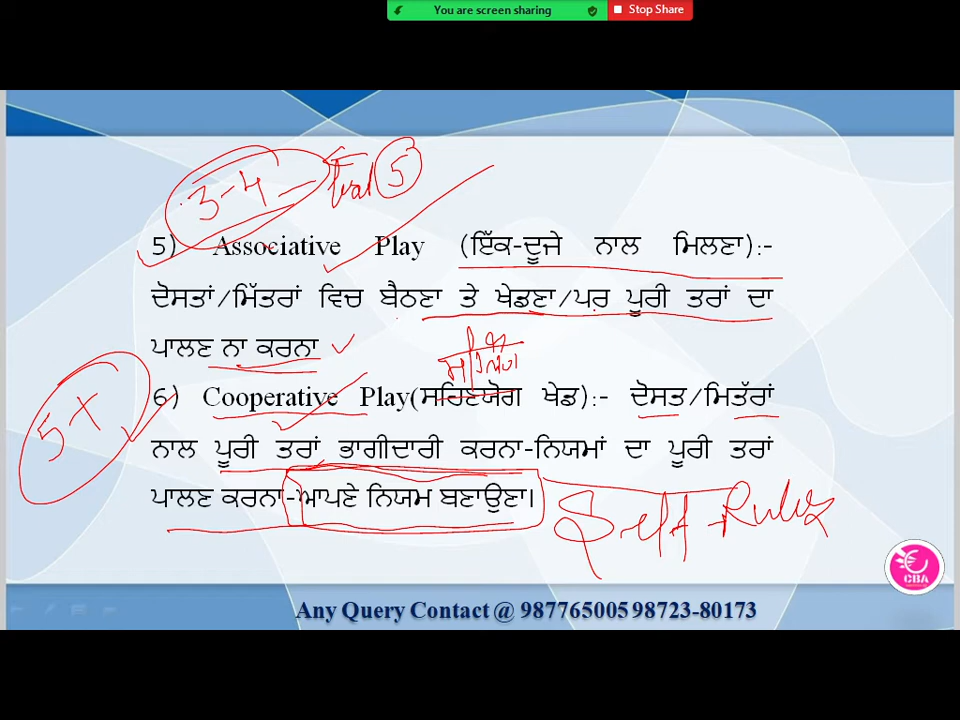 You are screen sharing Stop Share
3-4 - 5
5) Associative Play (ਇੱਕ-ਦੂਜੇ ਨਾਲ ਮਿਲਣਾ):-
ਦੋਸਤਾਂ/ਮਿੱਤਰਾਂ ਵਿਚ ਬੈਠਣਾ ਤੇ ਖੇਡਣਾ/ਪਰ ਪੂਰੀ ਤਰਾਂ ਦਾ
ਪਾਲਣ ਨਾ ਕਰਨਾ
5+
6) Cooperative Play(ਸਹਿਣਯੋਗ ਖੇਡ):- ਦੋਸਤ/ਮਿਤੱਰਾਂ
ਨਾਲ ਪੂਰੀ ਤਰਾਂ ਭਾਗੀਦਾਰੀ ਕਰਨਾ-ਨਿਯਮਾਂ ਦਾ ਪੂਰੀ ਤਰਾਂ
ਪਾਲਣ ਕਰਨਾ-ਆਪਣੇ ਨਿਯਮ ਬਣਾਉਣਾ।
Self Rules
CBA
Any Query Contact @ 9877650059 8723-80173